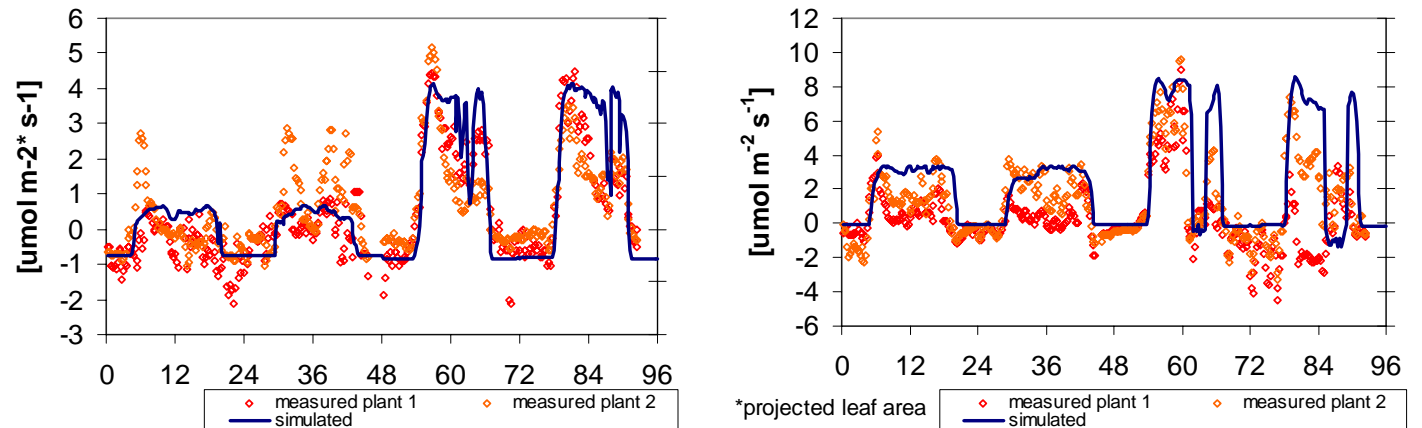 [umol m-2* s-1]
6
5
4
3
2
1
0
-1
-2
-3
0 12 24 36 48 60 72 84 96
measured plant 1 measured plant 2
simulated
[umol m⁻² s⁻¹]
12
10
8
6
4
2
0
-2
-4
-6
0 12 24 36 48 60 72 84 96
*projected leaf area
measured plant 1 measured plant 2
simulated